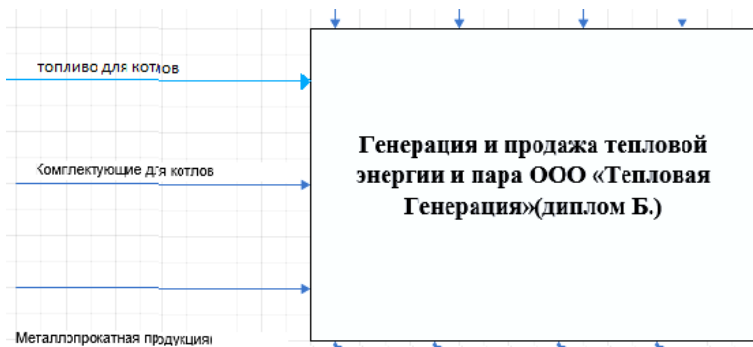 топливо для котлов
Комплектующие для котлов
Генерация и продажа тепловой
энергии и пара ООО «Тепловая
Генерация»(диплом Б.)
Металлопрокатная продукция